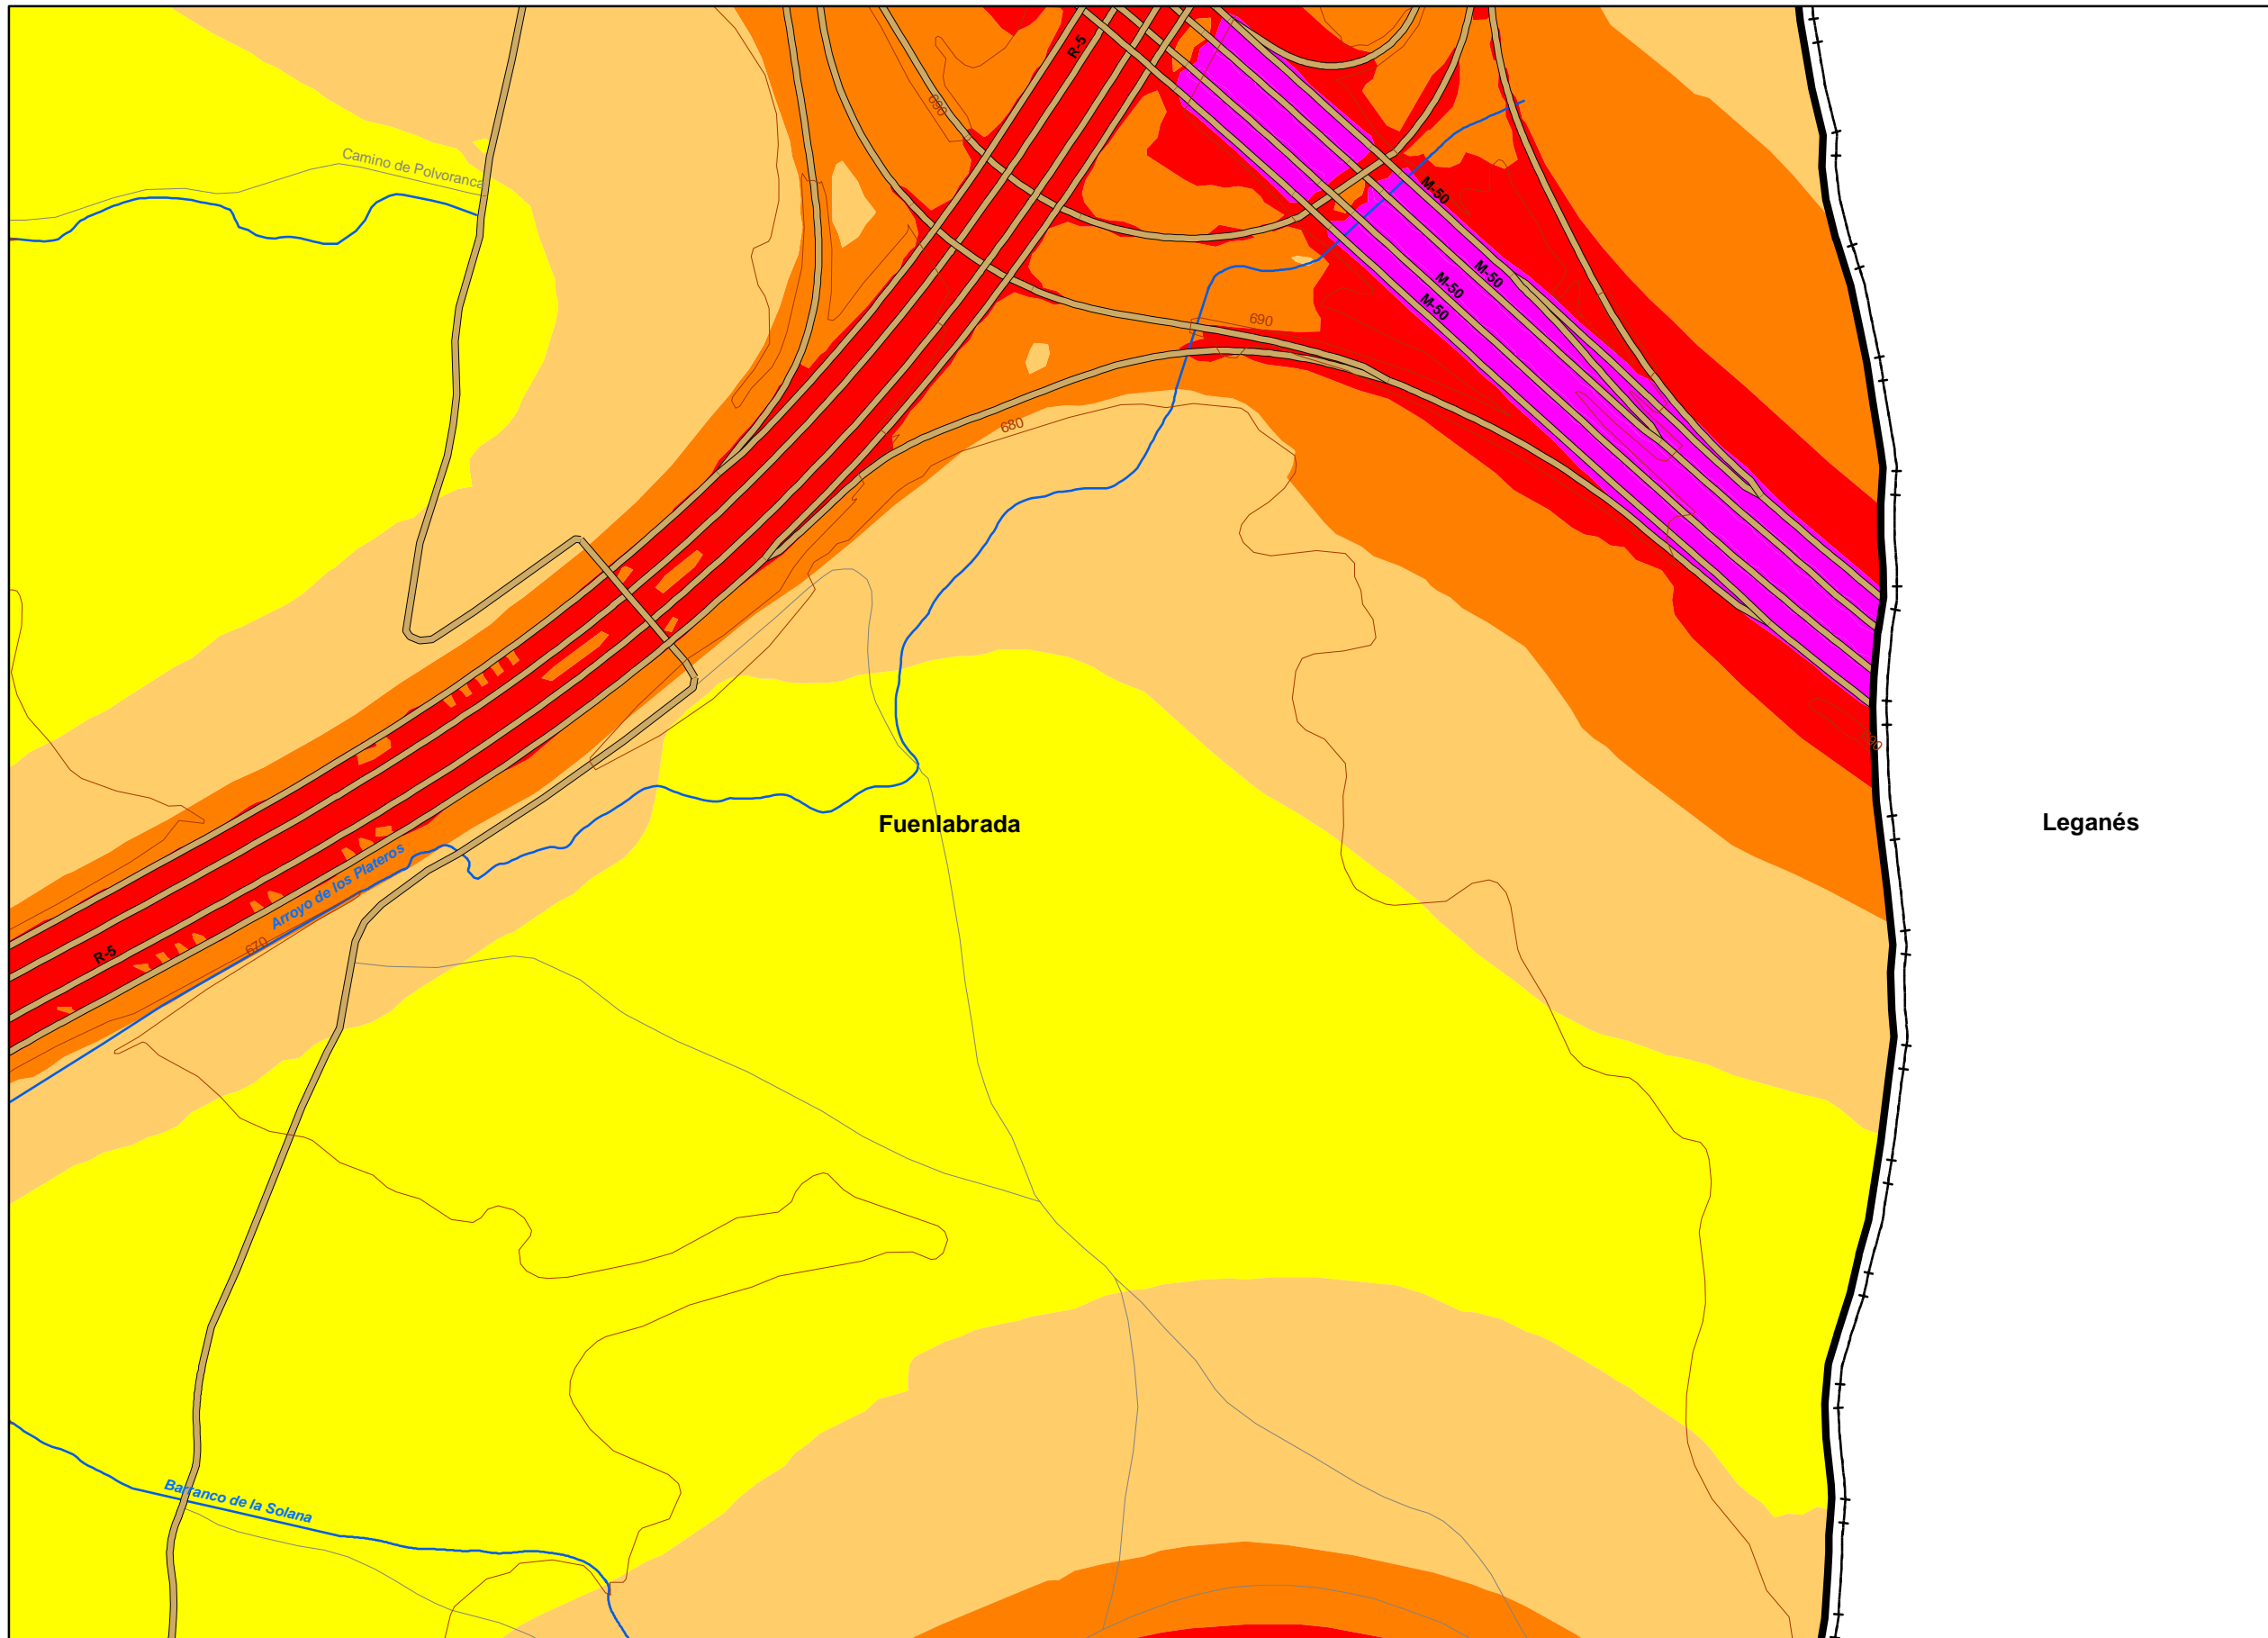 R-5
690
Camino de Polvoranca
M-50
M-50
M-50
M-50
690
680
690
Fuenlabrada
Leganés
Arroyo de los Plateros
670
R-5
Barranco de la Solana